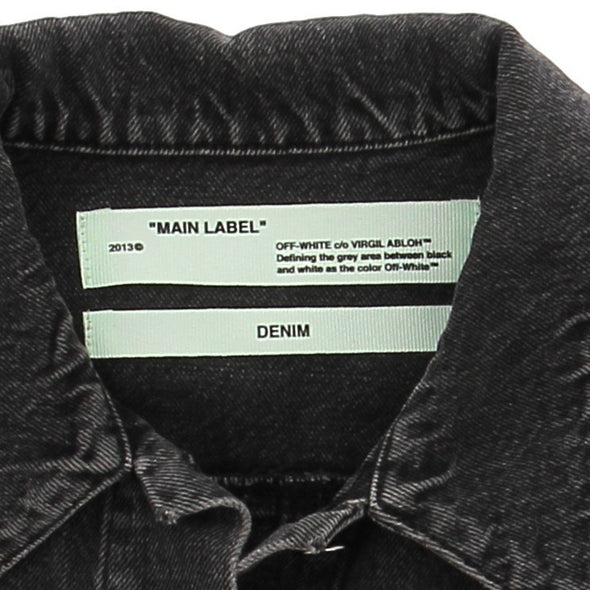 "MAIN LABEL"
2013©
OFF-WHITE c/o VIRGIL ABLOH™
Defining the grey area between black
and white as the color Off-White™
DENIM